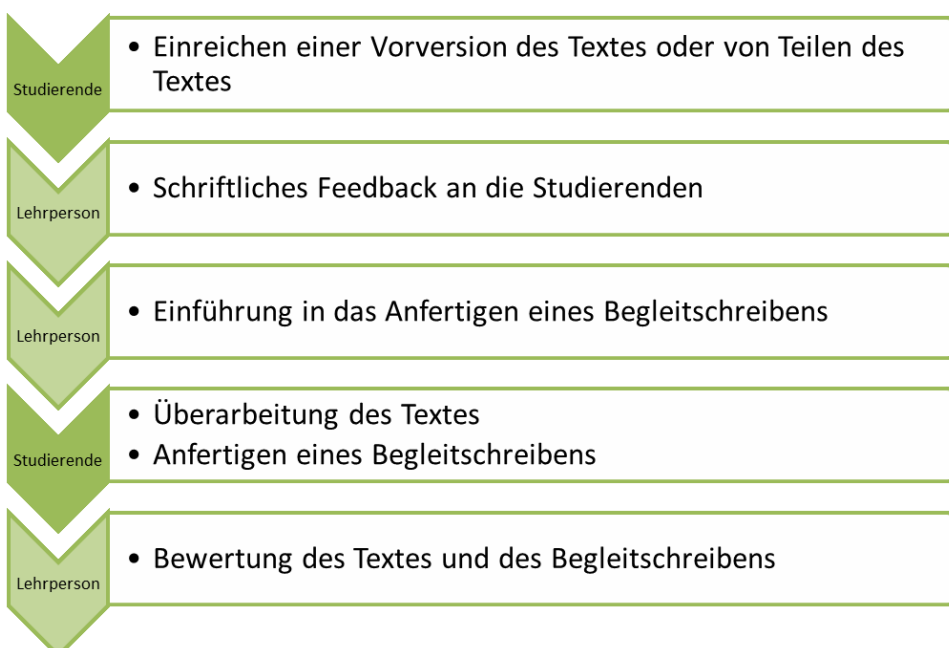 Studierende
• Einreichen einer Vorversion des Textes oder von Teilen des
Textes
Lehrperson
• Schriftliches Feedback an die Studierenden
Lehrperson
• Einführung in das Anfertigen eines Begleitschreibens
Studierende
• Überarbeitung des Textes
• Anfertigen eines Begleitschreibens
Lehrperson
• Bewertung des Textes und des Begleitschreibens